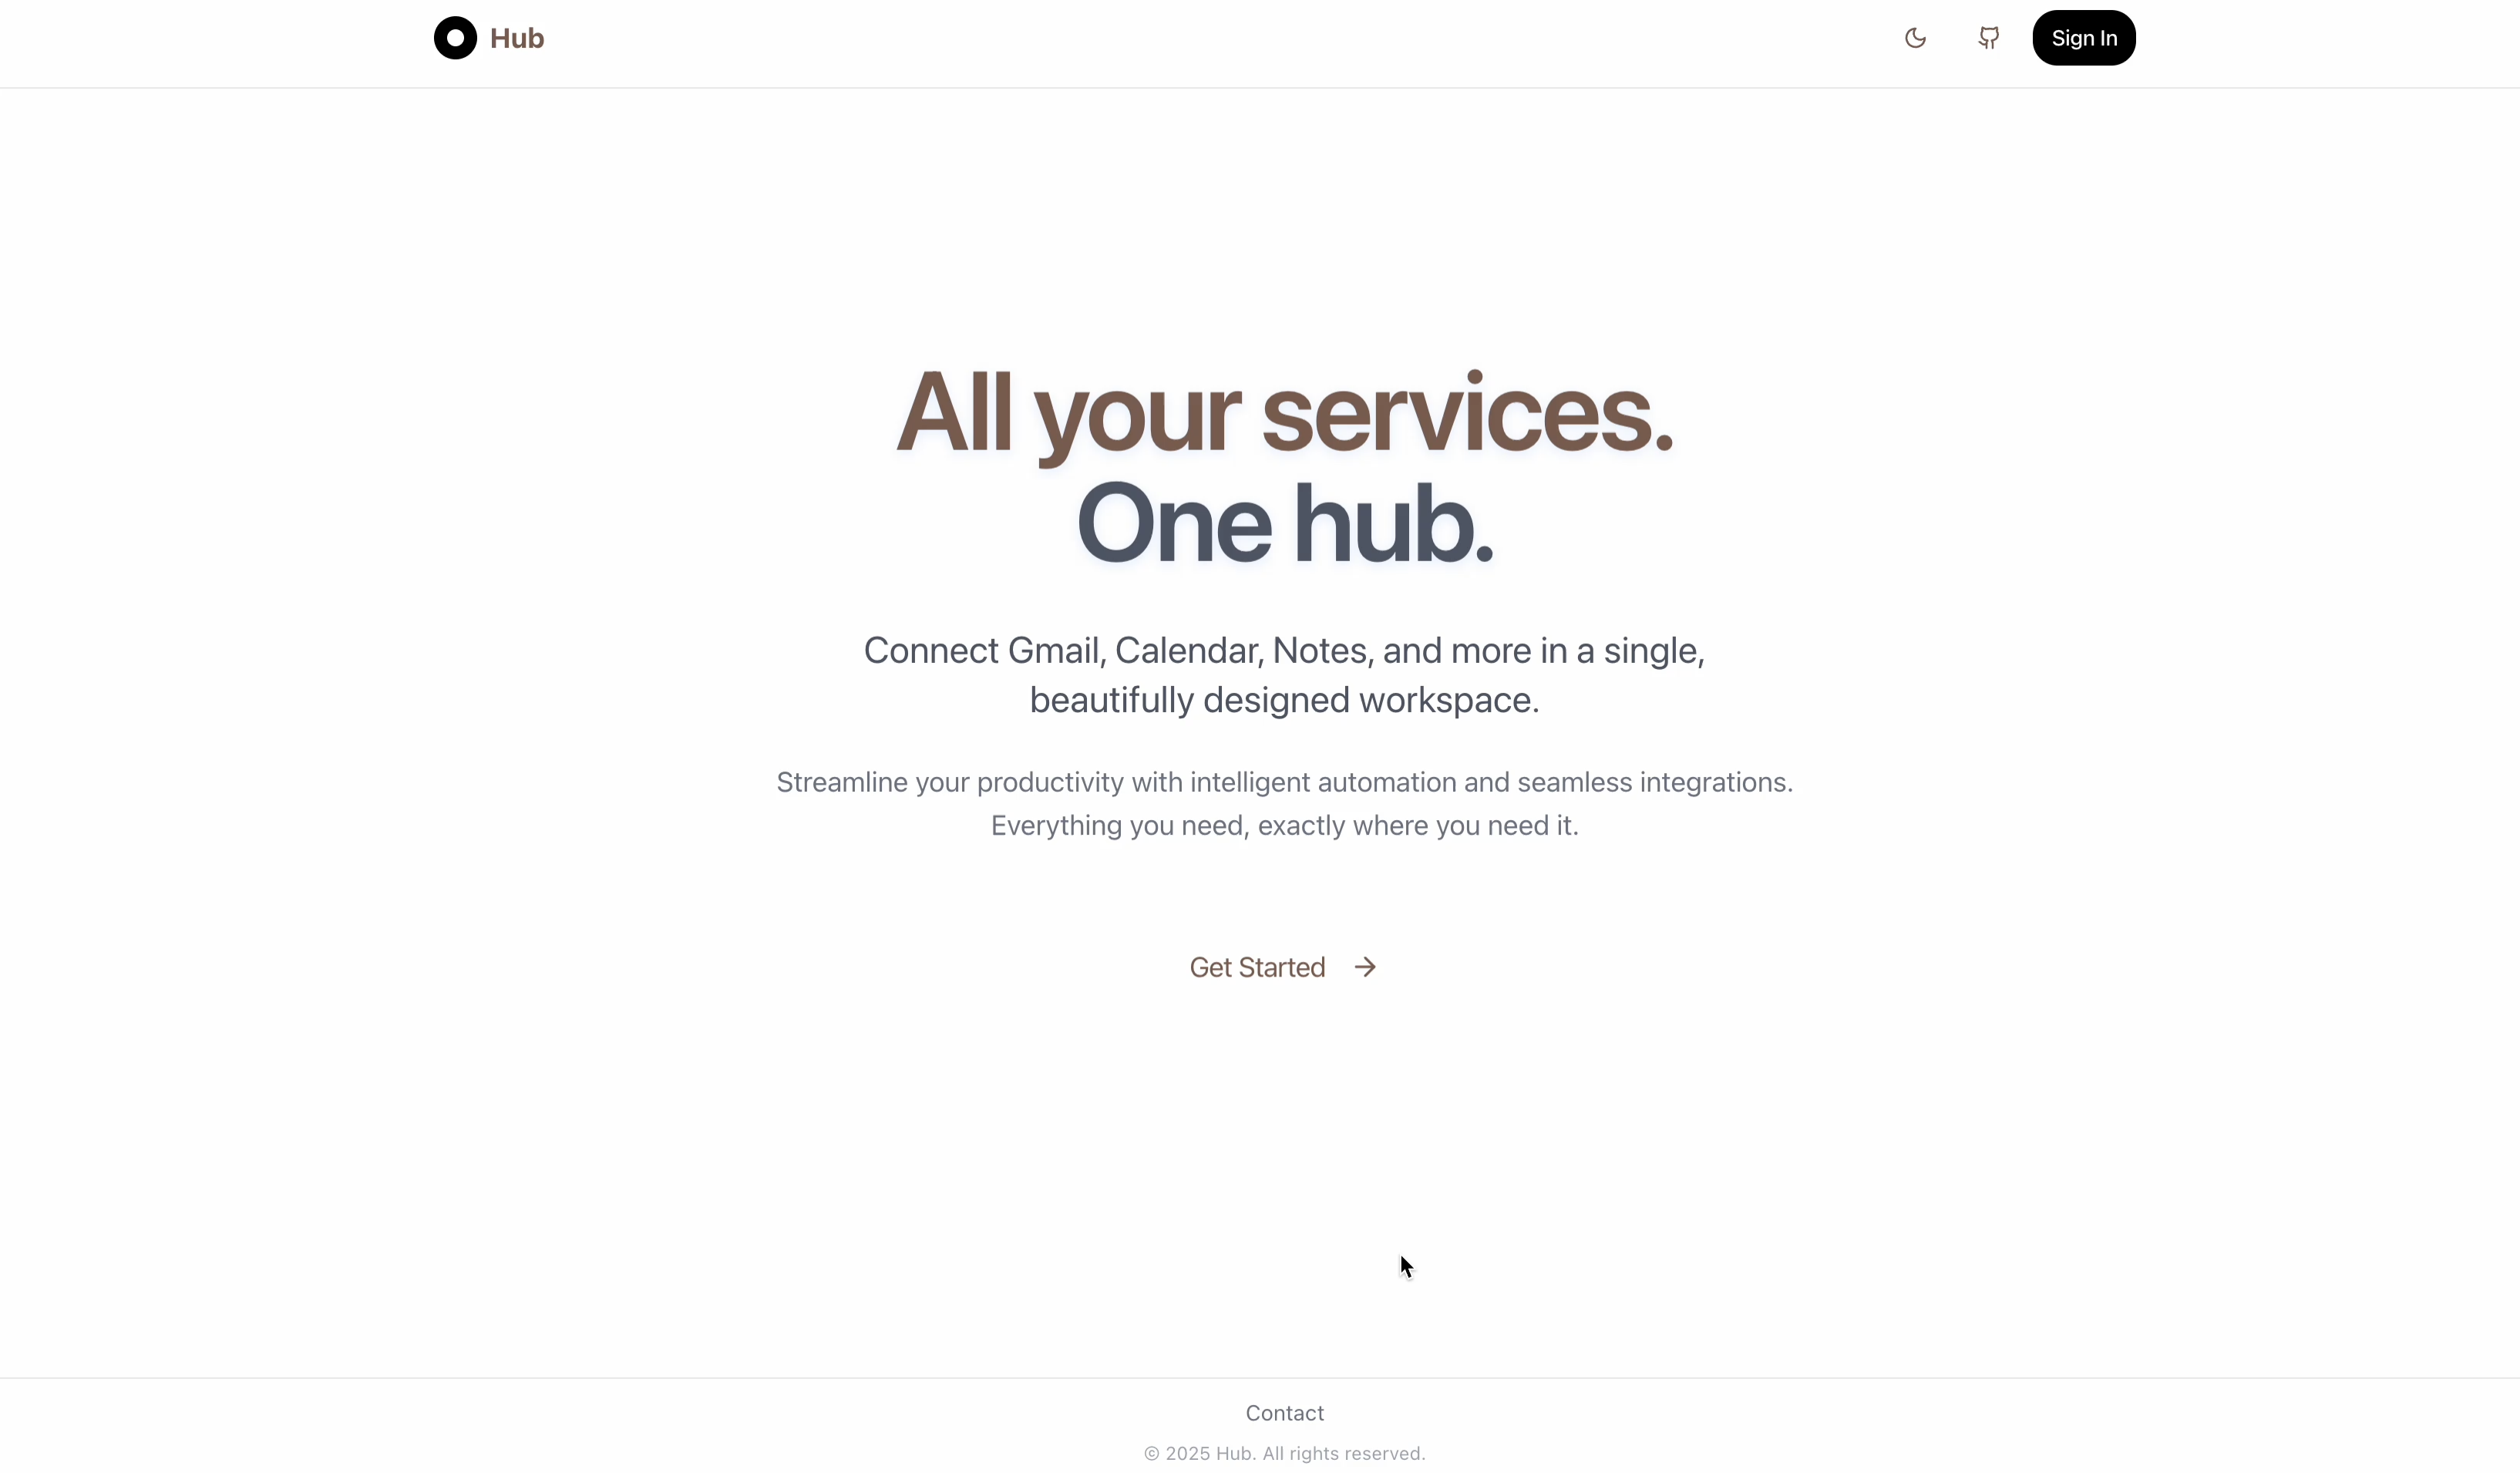 Hub
Sign In
All your services.
One hub.
Connect Gmail, Calendar, Notes, and more in a single,
beautifully designed workspace.
Streamline your productivity with intelligent automation and seamless integrations.
Everything you need, exactly where you need it.
Get Started
Contact
© 2025 Hub. All rights reserved.